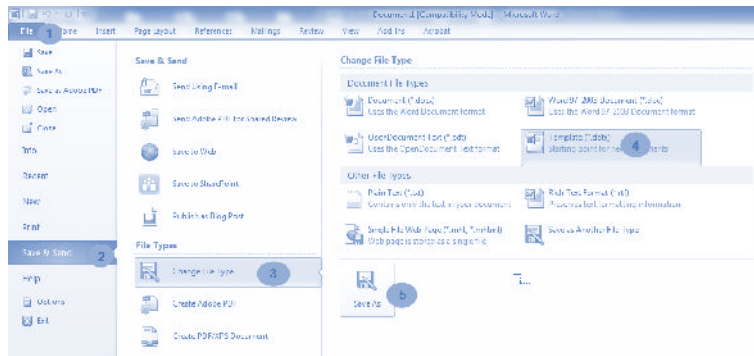 Document1 [Compatibility Mode] - Microsoft Word
File Home Insert Page Layout References Mailings Review View Add-Ins Acrobat
1
Save
Save As
Save as Adobe PDF
Open
Close
Info
Recent
New
Print
Save & Send
2
Help
Options
Exit
Save & Send
Send Using E-mail
Send Adobe PDF for Shared Review
Save to Web
Save to SharePoint
Publish as Blog Post
File Types
Change File Type
3
Create Adobe PDF
Create PDF/XPS Document
Change File Type
Document File Types
Document (*.docx)
Uses the Word Document format
Word 97-2003 Document (*.doc)
Uses the Word 97-2003 Document format
OpenDocument Text (*.odt)
Uses the OpenDocument Text format
Template (*.dotx)
Starting point for new documents
4
Other File Types
Plain Text (*.txt)
Contains only the text in your document
Rich Text Format (*.rtf)
Preserves text formatting information
Single File Web Page (*.mht, *.mhtml)
Web page is stored as a single file
Save as Another File Type
Save As
5